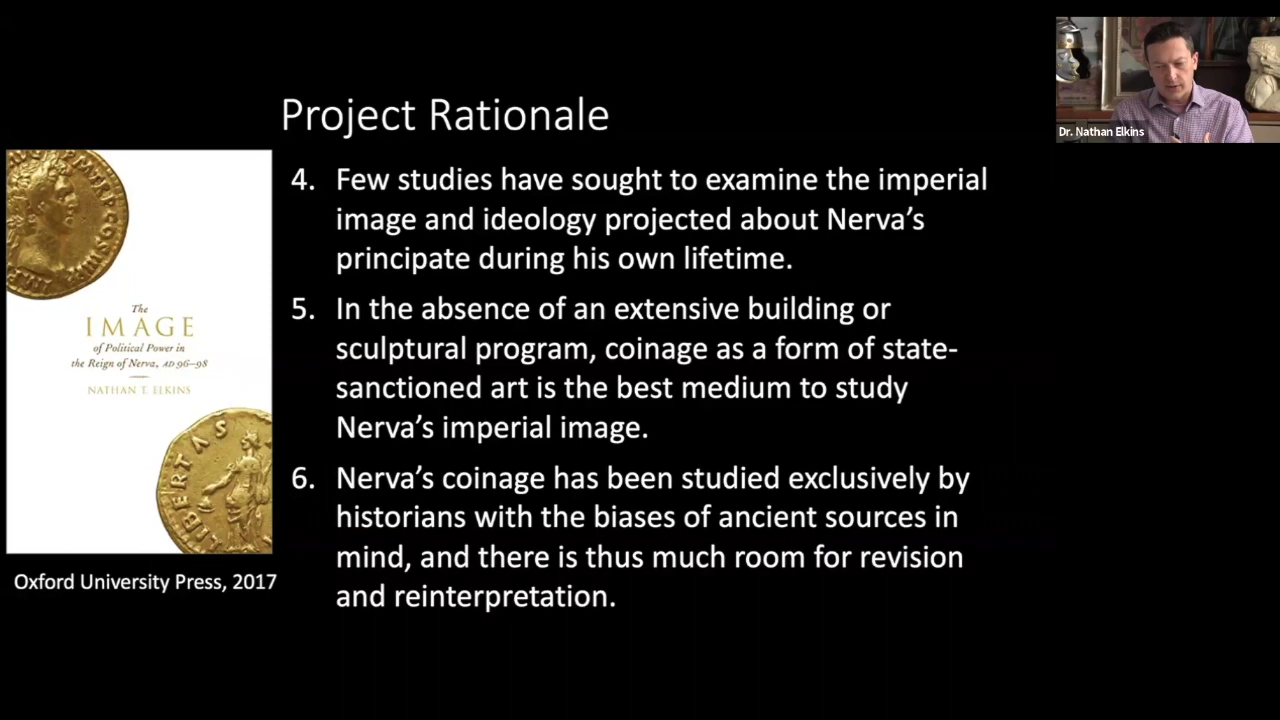 Dr. Nathan Elkins
Project Rationale
4. Few studies have sought to examine the imperial
image and ideology projected about Nerva’s
principate during his own lifetime.
5. In the absence of an extensive building or
sculptural program, coinage as a form of state-
sanctioned art is the best medium to study
Nerva’s imperial image.
6. Nerva’s coinage has been studied exclusively by
historians with the biases of ancient sources in
mind, and there is thus much room for revision
and reinterpretation.
The
IMAGE
of Political Power in
the Reign of Nerva, AD 96–98
NATHAN T. ELKINS
LIBERTAS
Oxford University Press, 2017